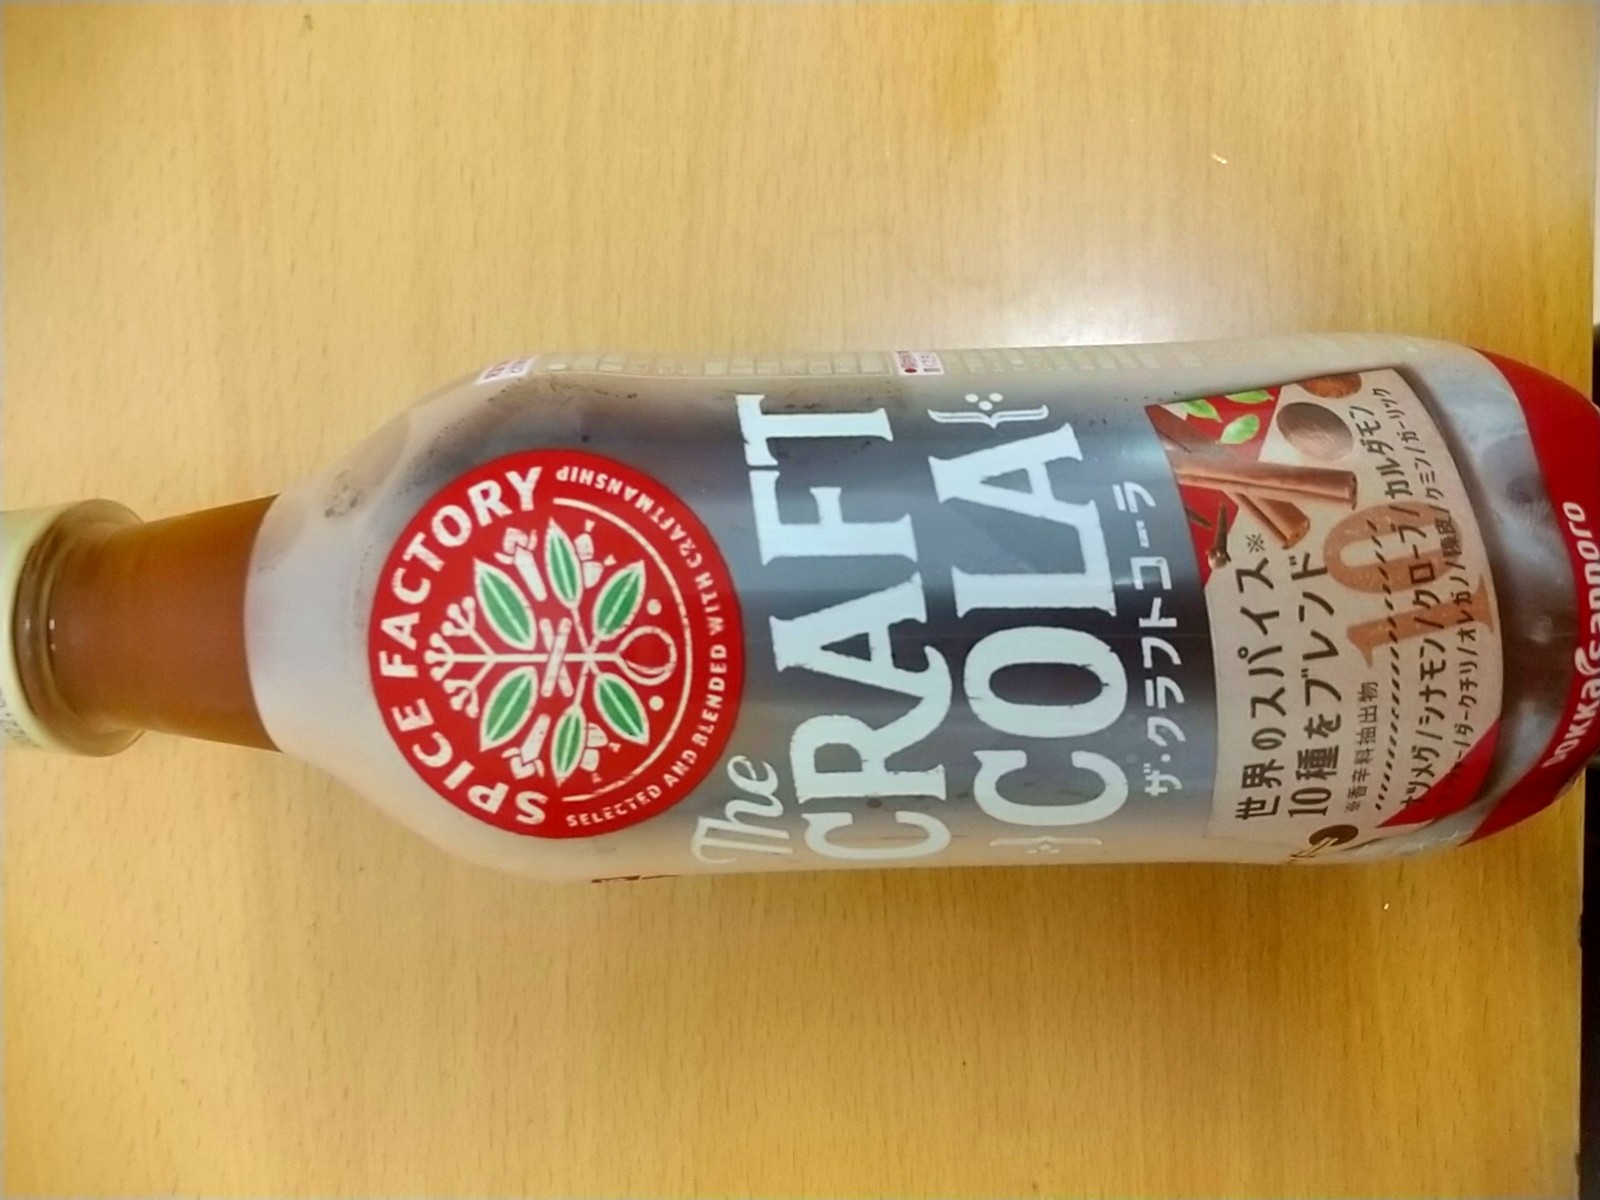 SPICE FACTORY
SELECTED AND BLENDED WITH CRAFTMANSHIP
The
CRAFT
COLA
ザ・クラフトコーラ
世界のスパイス※
10種をブレンド
※香辛料抽出物
10
ナツメグ/シナモン/クローブ/カルダモン
/ダークチリ/オレガノ/陳皮/クミン/ガーリック
pokka sapporo